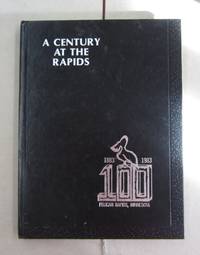 A CENTURY
AT THE
RAPIDS
1883 1983
100
PELICAN RAPIDS, MINNESOTA